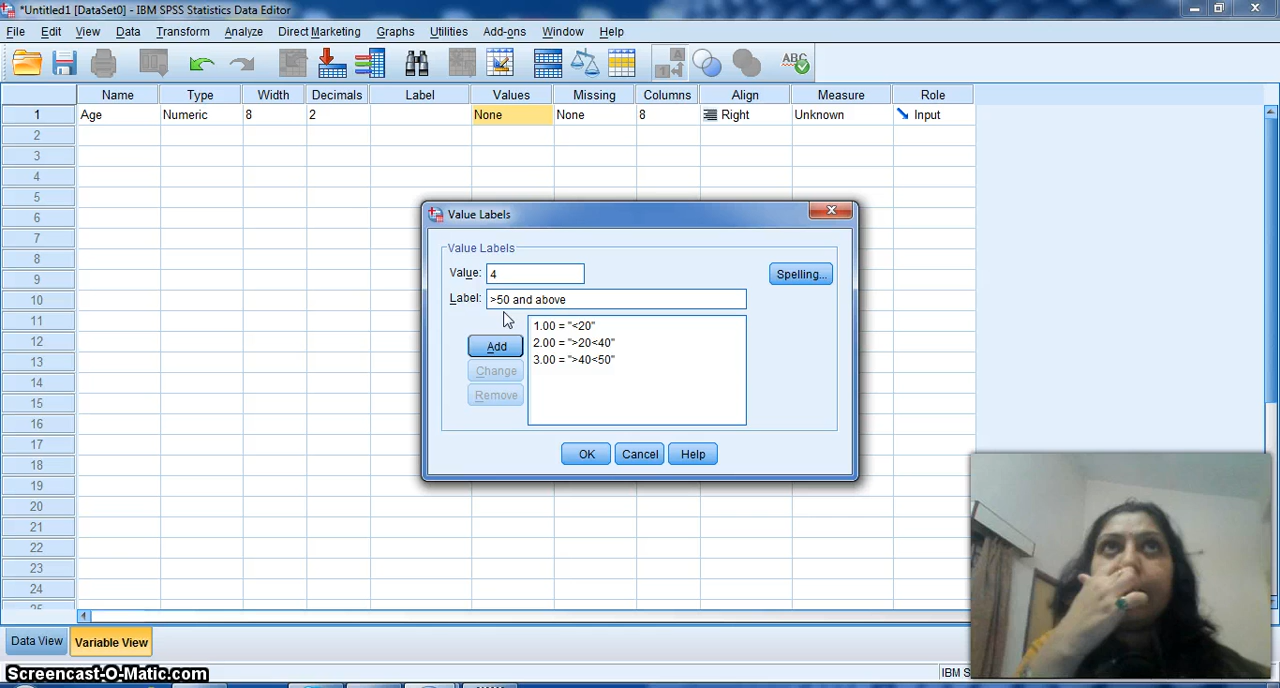 *Untitled1 [DataSet0] - IBM SPSS Statistics Data Editor
File Edit View Data Transform Analyze Direct Marketing Graphs Utilities Add-ons Window Help
A
A
1
ABC
Name Type Width Decimals Label Values Missing Columns Align Measure Role
1 Age Numeric 8 2 None None 8 Right Unknown Input
2
3
4
5
6
7
8
9
10
11
12
13
14
15
16
17
18
19
20
21
22
23
24
25
Value Labels
Value Labels
Value: 4
Spelling...
Label: >50 and above
1.00 = "<20"
2.00 = ">20<40"
3.00 = ">40<50"
Add
Change
Remove
OK Cancel Help
Data View Variable View
IBM S
Screencast-O-Matic.com